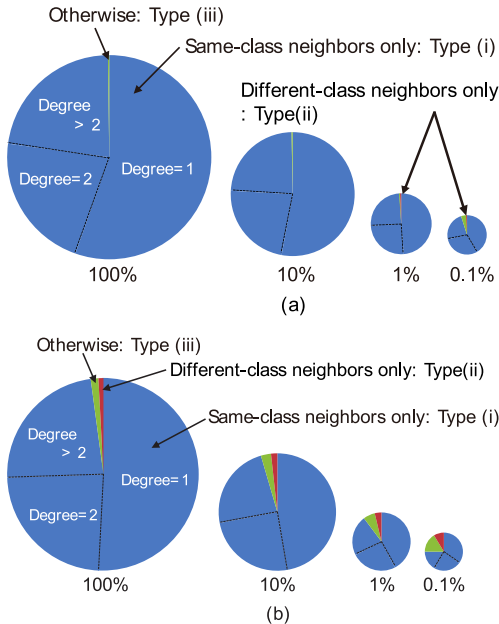 Otherwise: Type (iii)
Same-class neighbors only: Type (i)
Different-class neighbors only
: Type(ii)
Degree
> 2
Degree=2
Degree=1
100%
10%
1%
0.1%
(a)
Otherwise: Type (iii)
Different-class neighbors only: Type(ii)
Same-class neighbors only: Type (i)
Degree
> 2
Degree=1
Degree=2
100%
10%
1%
0.1%
(b)